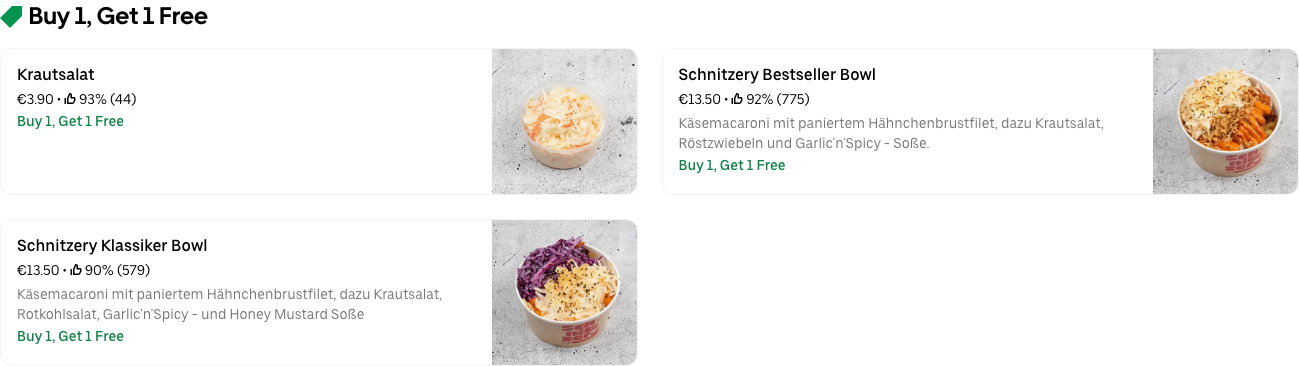 Buy 1, Get 1 Free
Krautsalat
€3.90 • 93% (44)
Buy 1, Get 1 Free
Schnitzery Bestseller Bowl
€13.50 • 92% (775)
Käsemacaroni mit paniertem Hähnchenbrustfilet, dazu Krautsalat,
Röstzwiebeln und Garlic'n'Spicy - Soße.
Buy 1, Get 1 Free
Schnitzery Klassiker Bowl
€13.50 • 90% (579)
Käsemacaroni mit paniertem Hähnchenbrustfilet, dazu Krautsalat,
Rotkohlsalat, Garlic'n'Spicy - und Honey Mustard Soße
Buy 1, Get 1 Free